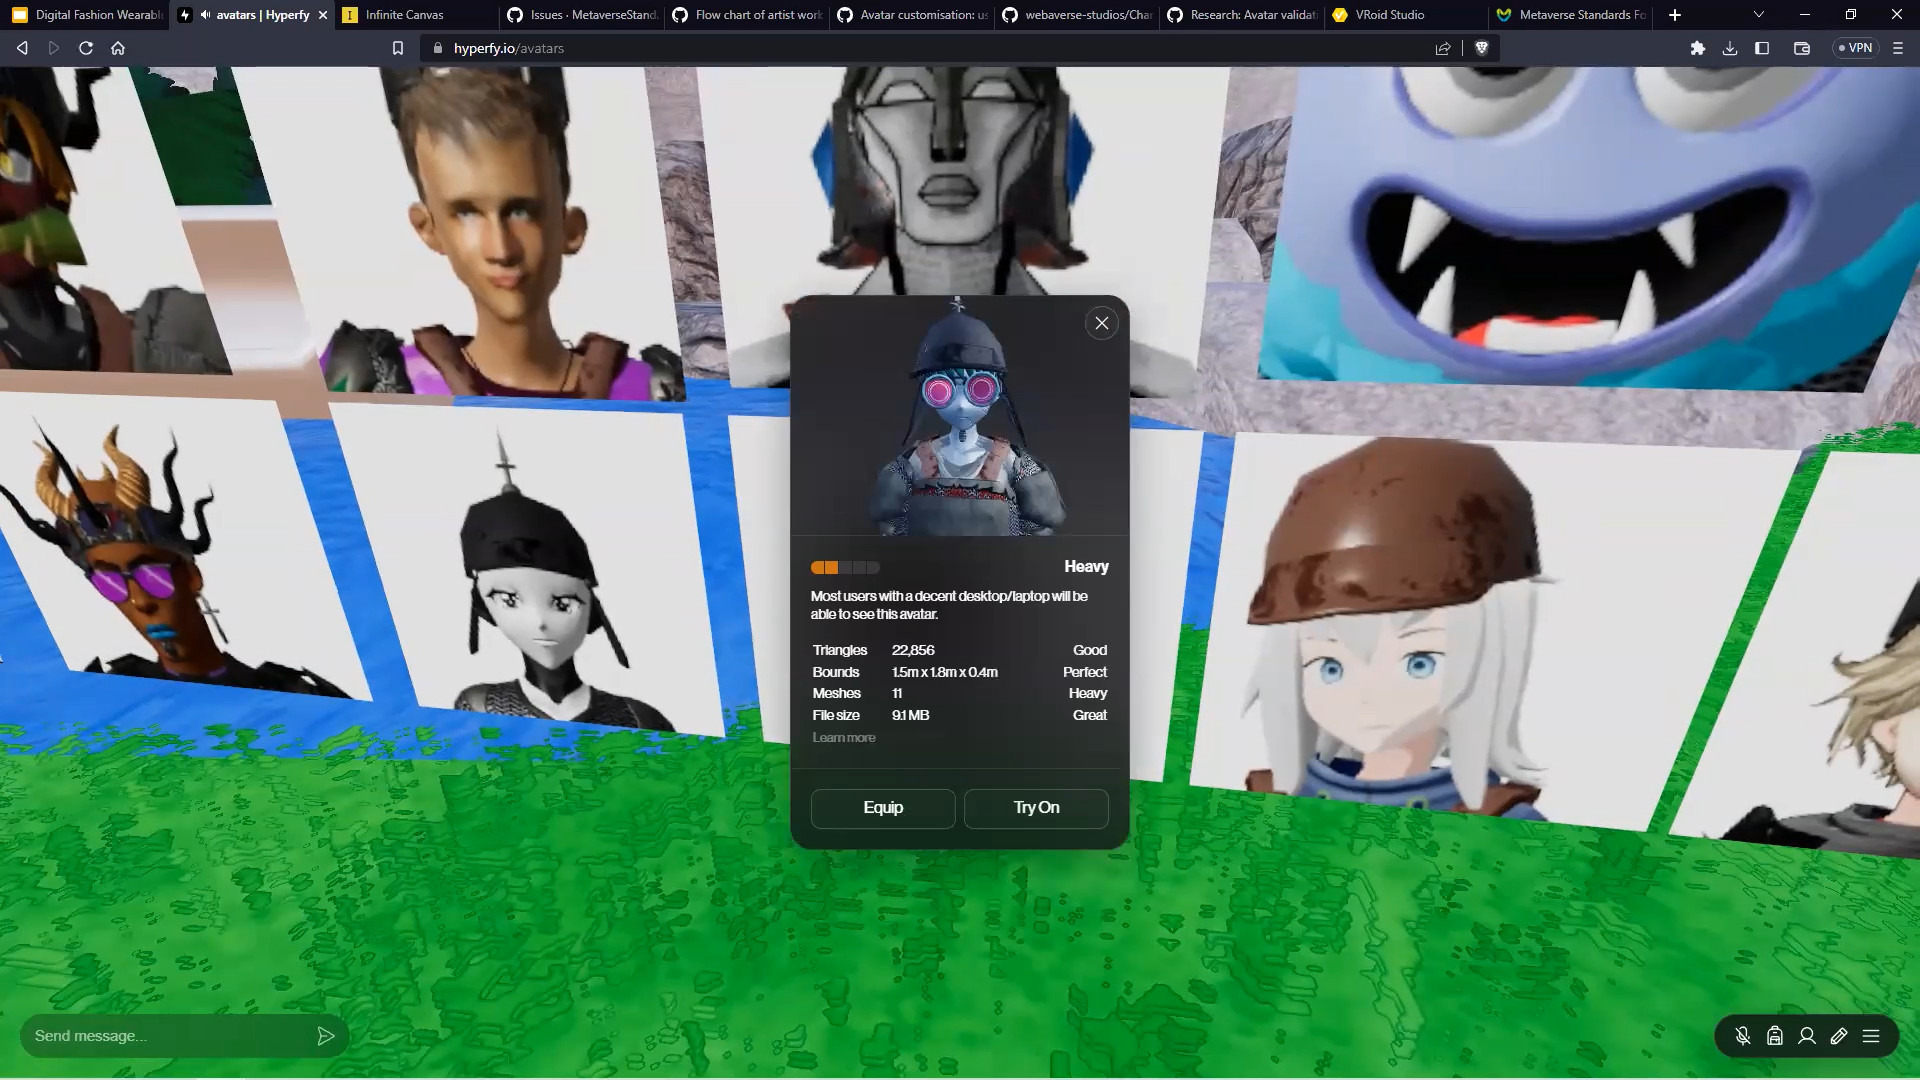 Digital Fashion Wearabl
avatars | Hyperfy
Infinite Canvas
Issues · MetaverseStand
Flow chart of artist work
Avatar customisation: us
webaverse-studios/Char
Research: Avatar validat
VRoid Studio
Metaverse Standards Fo
hyperfy.io/avatars
VPN
Heavy
Most users with a decent desktop/laptop will be
able to see this avatar.
Triangles 22,856 Good
Bounds 1.5m x 1.8m x 0.4m Perfect
Meshes 11 Heavy
File size 9.1 MB Great
Learn more
Equip Try On
Send message...